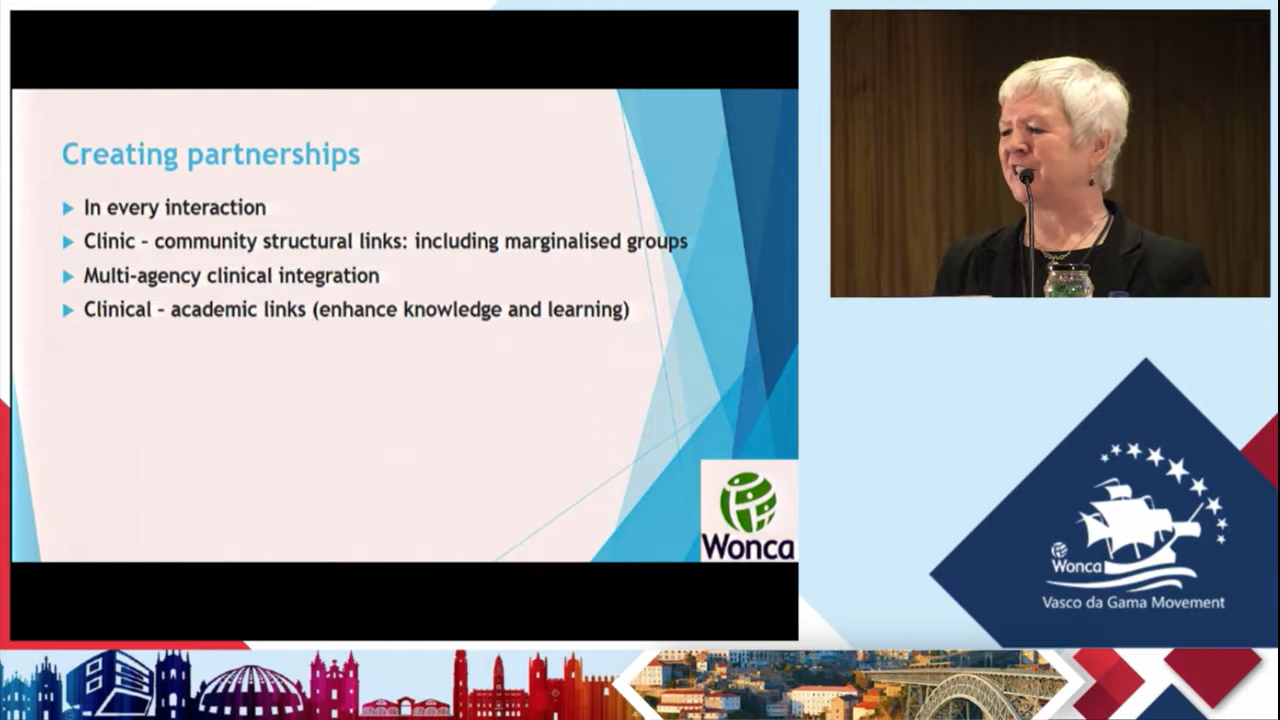 Creating partnerships
In every interaction
Clinic - community structural links: including marginalised groups
Multi-agency clinical integration
Clinical - academic links (enhance knowledge and learning)
Wonca
Wonca
Vasco da Gama Movement